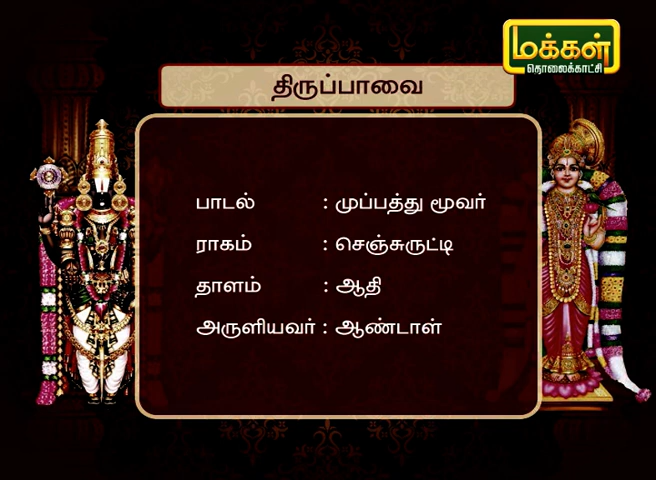 மக்கள்
தொலைக்காட்சி
திருப்பாவை
பாடல் : முப்பத்து மூவர்
ராகம் : செஞ்சுருட்டி
தாளம் : ஆதி
அருளியவர் : ஆண்டாள்